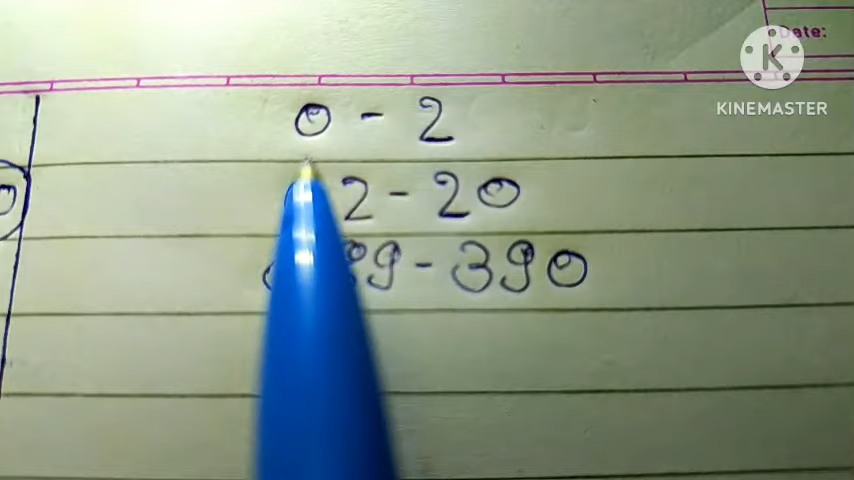 Date:
K
KINEMASTER
0 - 2
2 - 20
9 - 390